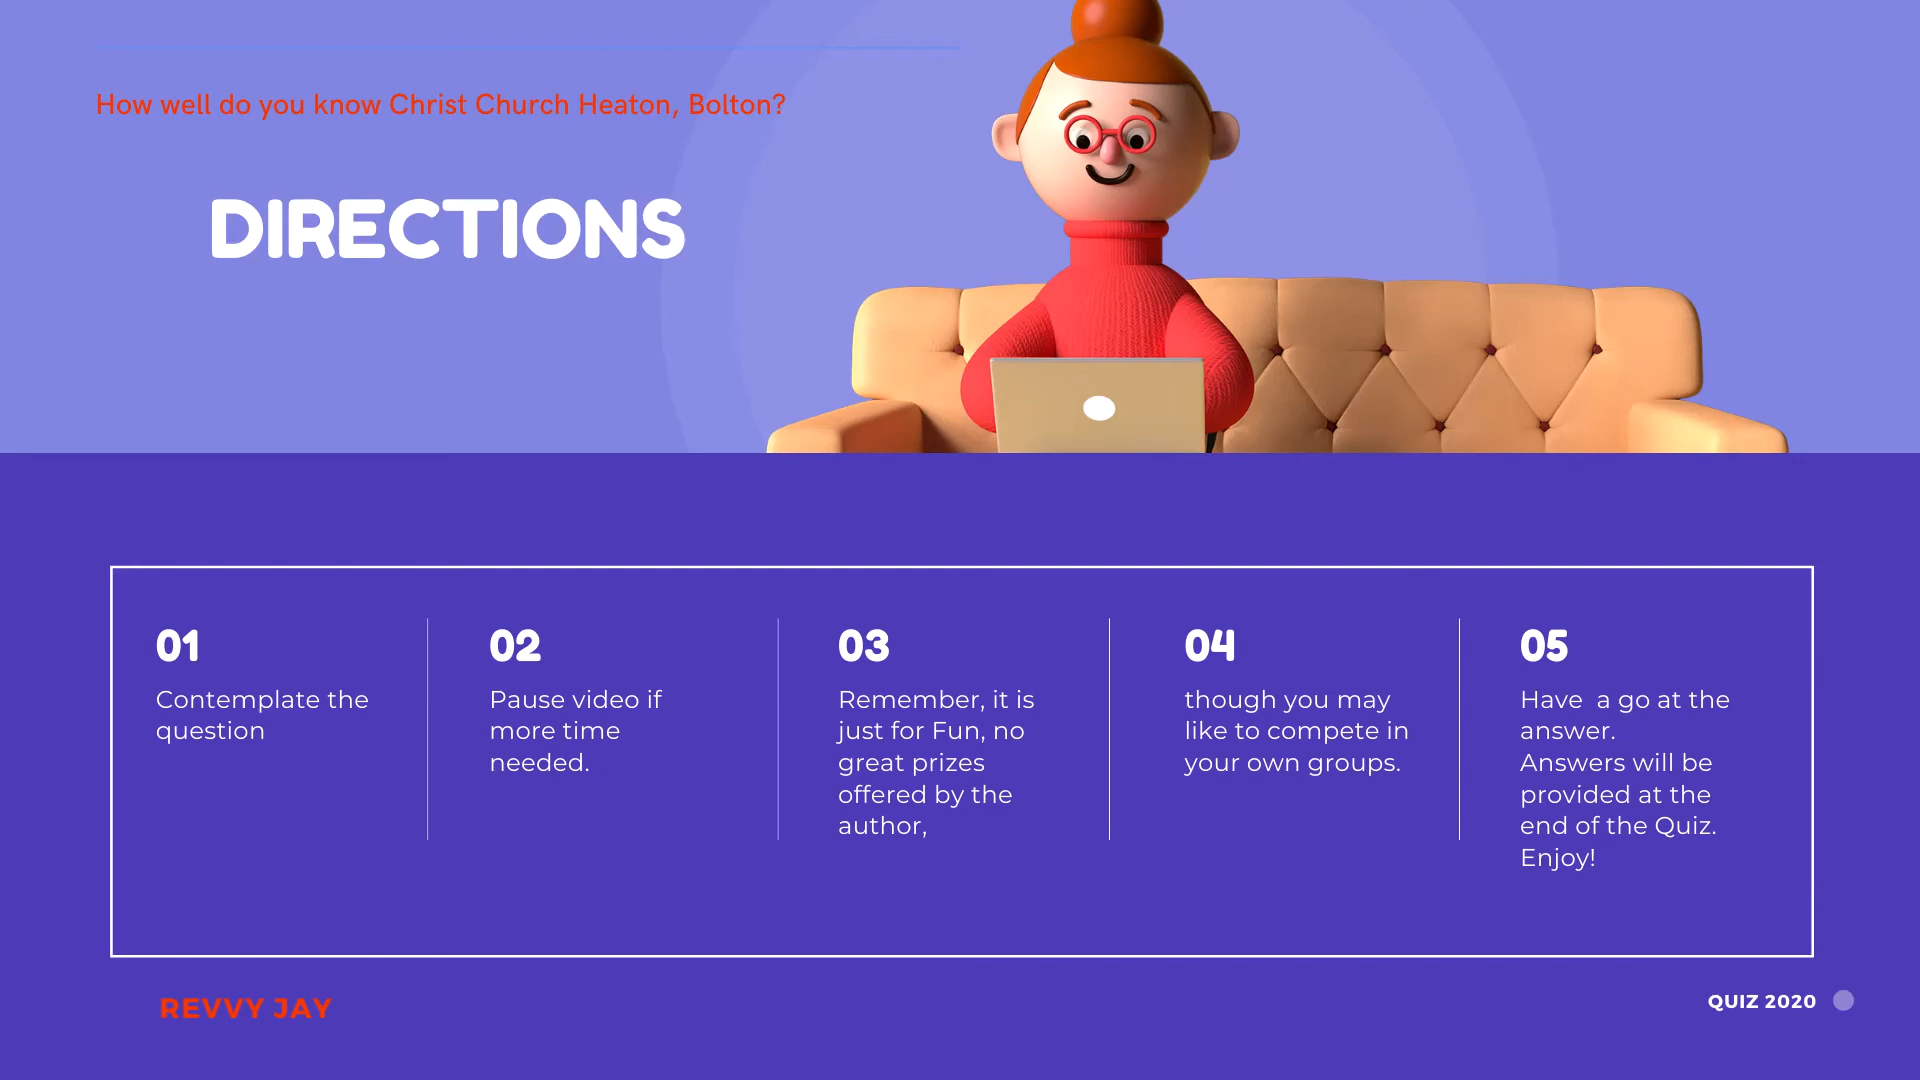 How well do you know Christ Church Heaton, Bolton?
DIRECTIONS
01
Contemplate the
question
02
Pause video if
more time
needed.
03
Remember, it is
just for Fun, no
great prizes
offered by the
author,
04
though you may
like to compete in
your own groups.
05
Have  a go at the
answer.
Answers will be
provided at the
end of the Quiz.
Enjoy!
REVVY JAY
QUIZ 2020